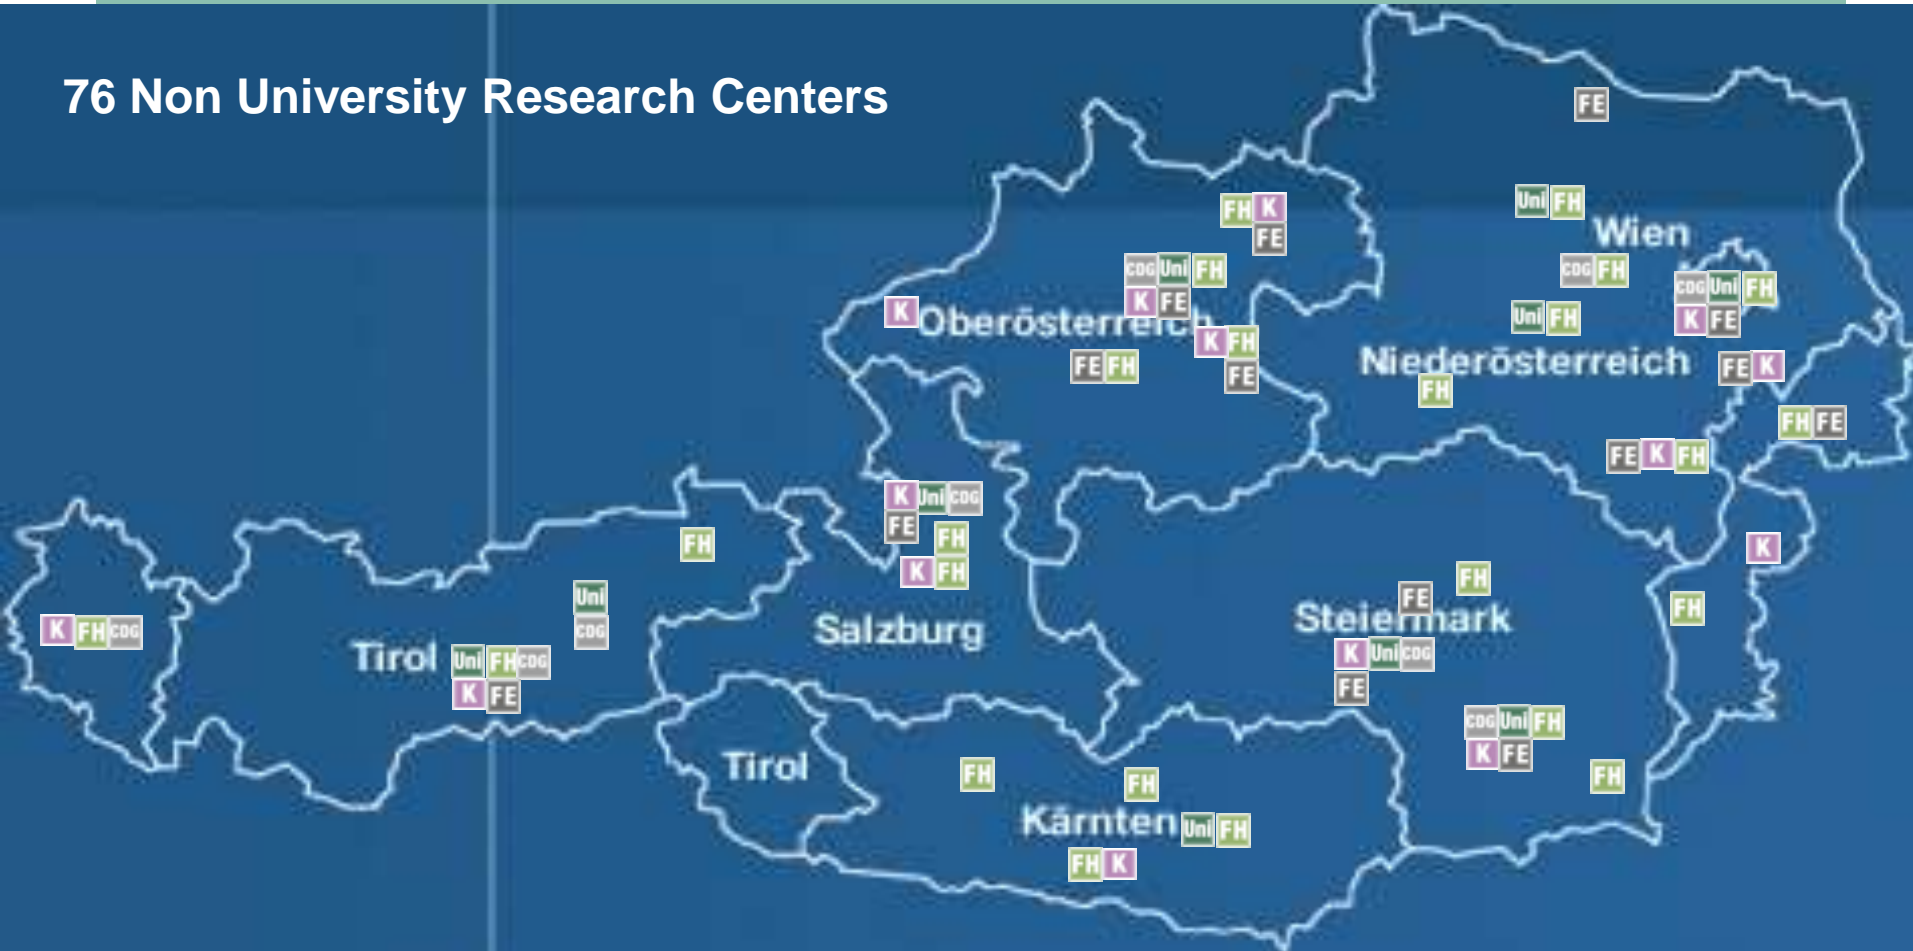 76 Non University Research Centers
FE
Uni FH
FH K
FE
Wien
CDG Uni FH
CDG FH
CDG Uni FH
K FE
K FE
K
Oberösterreich
Uni FH
K FH
FE
FE FH
Niederösterreich
FE K
FH
FH FE
FE K FH
K Uni CDG
FE
FH
FH
K
K FH
FH
Uni
CDG
FE
FH
Steiermark
K FH CDG
Salzburg
Tirol
Uni FH CDG
K FE
K Uni CDG
FE
CDG Uni FH
K FE
Tirol
FH
FH
FH
Kärnten
Uni FH
FH K